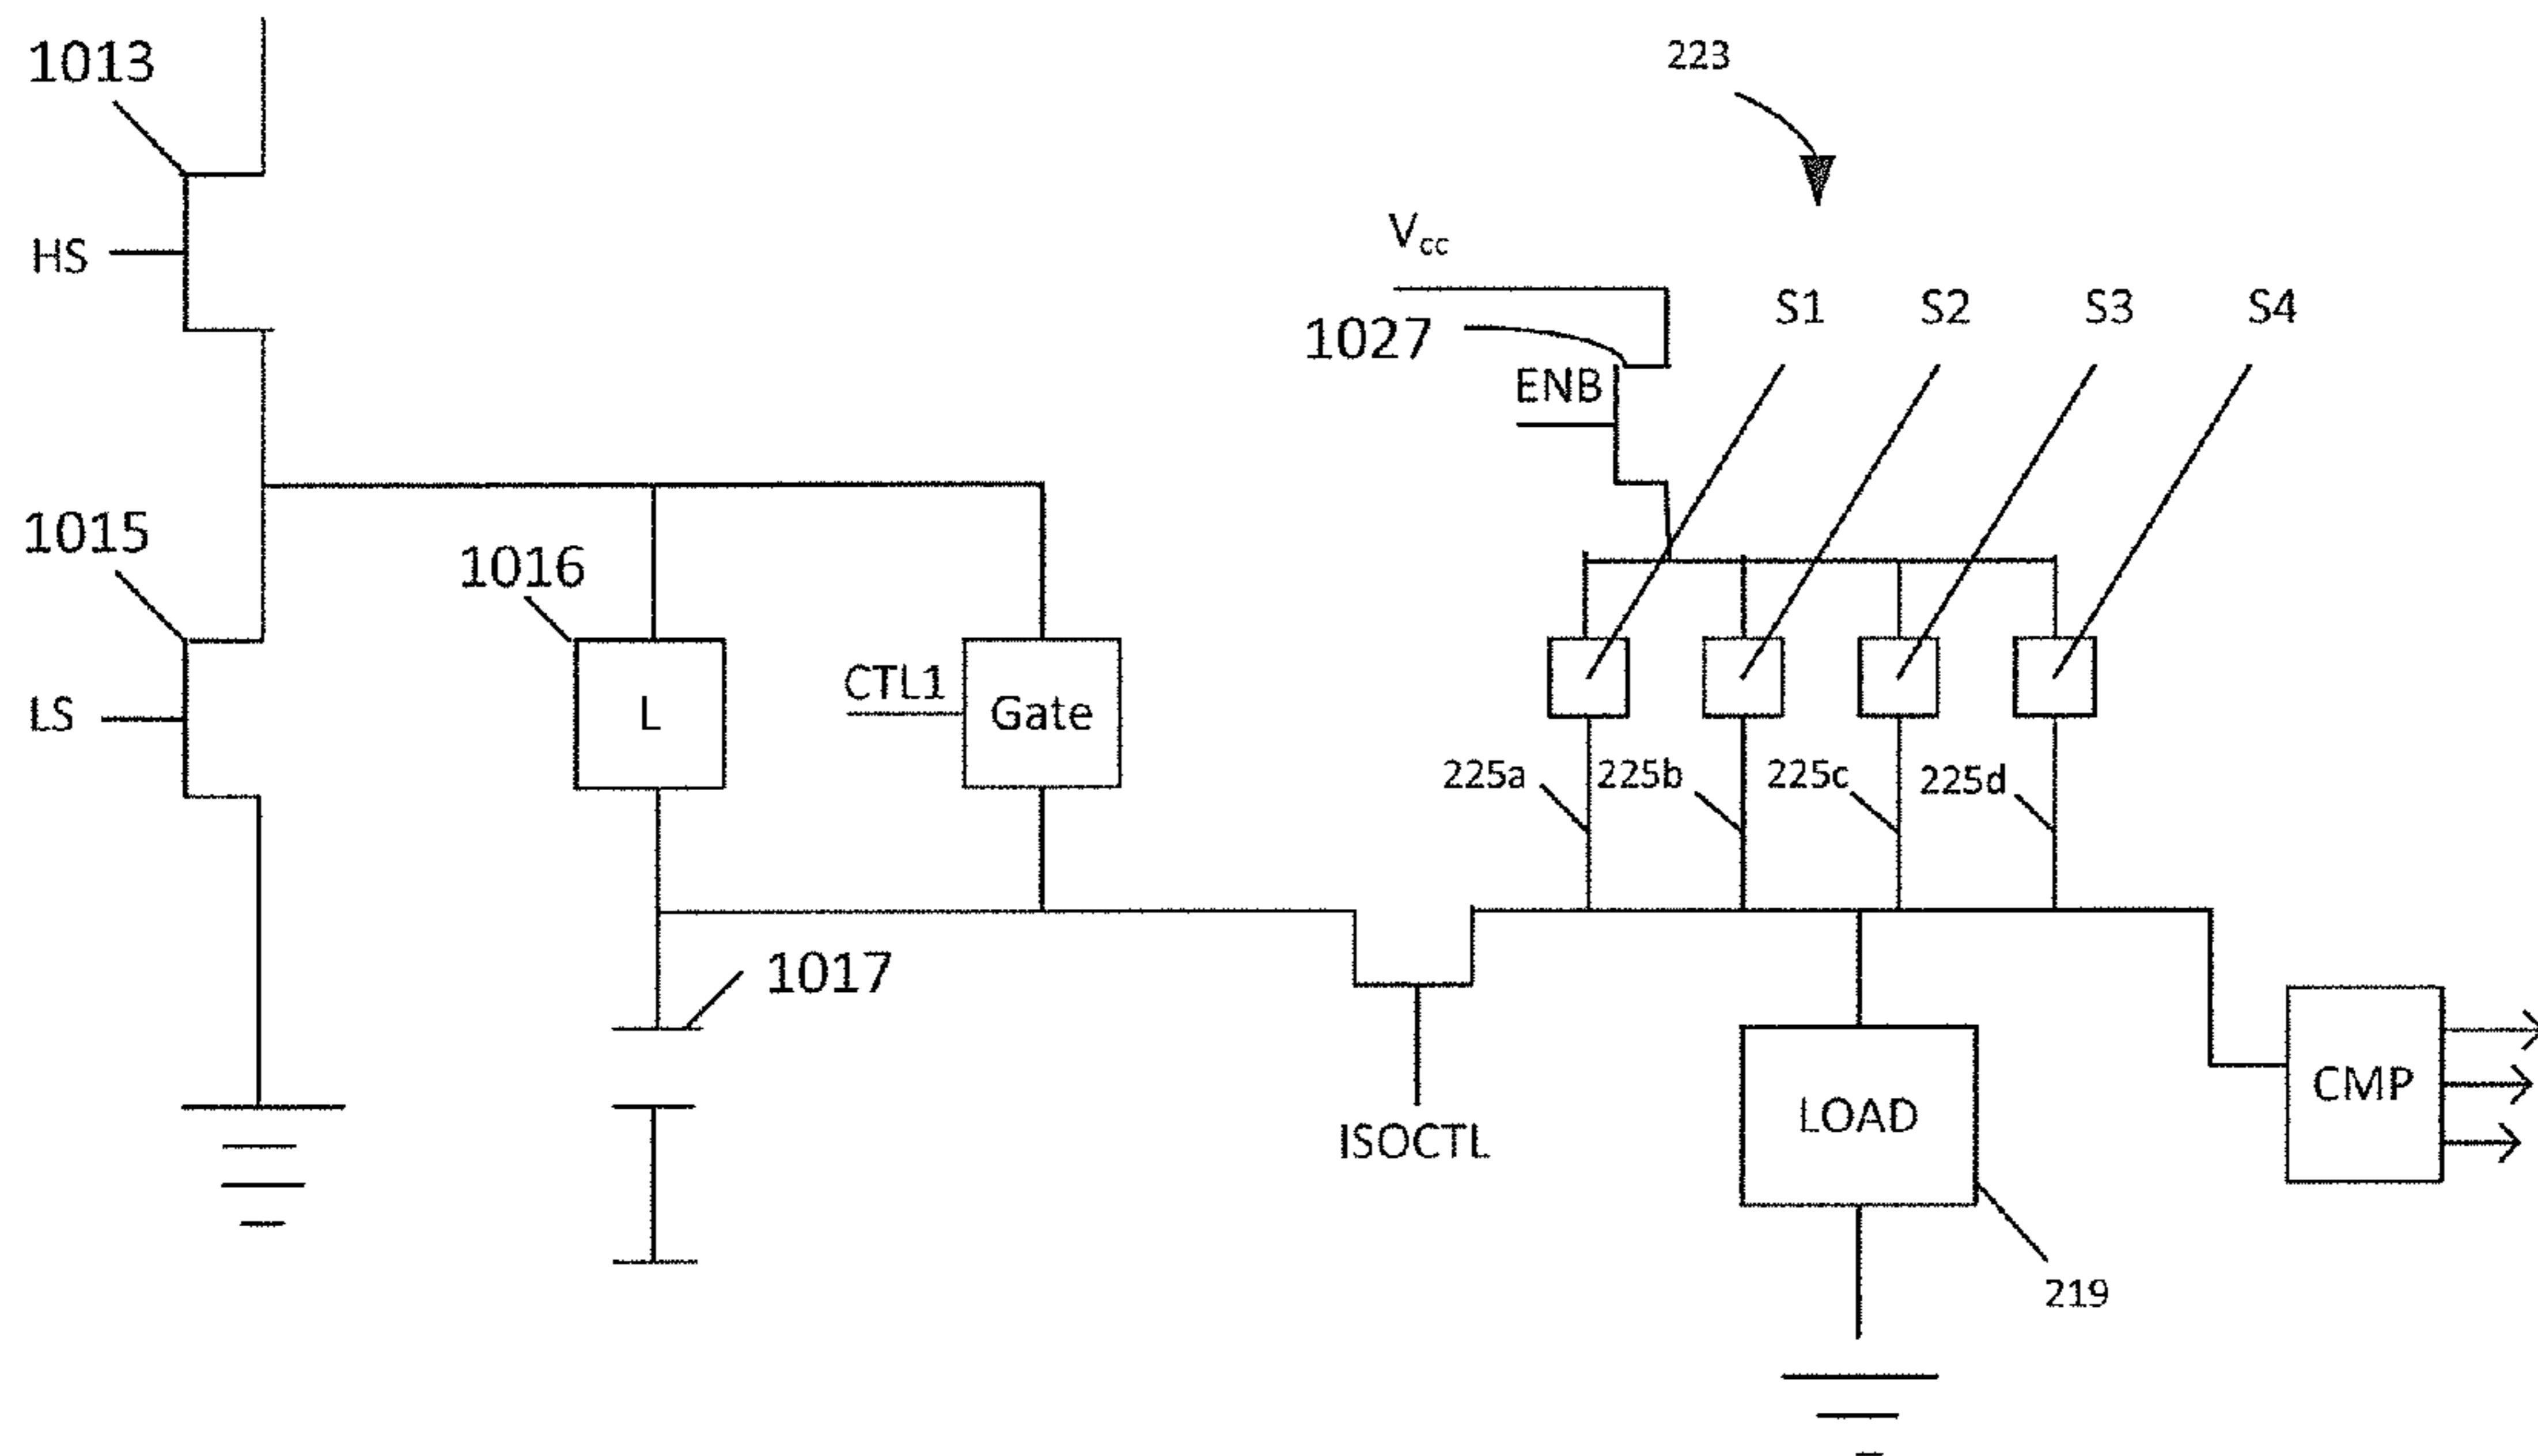 1013
223
HS
Vcc
1027
S1
S2
S3
S4
ENB
1015
1016
LS
L
CTL1
Gate
225a
225b
225c
225d
1017
ISOCTL
LOAD
CMP
219